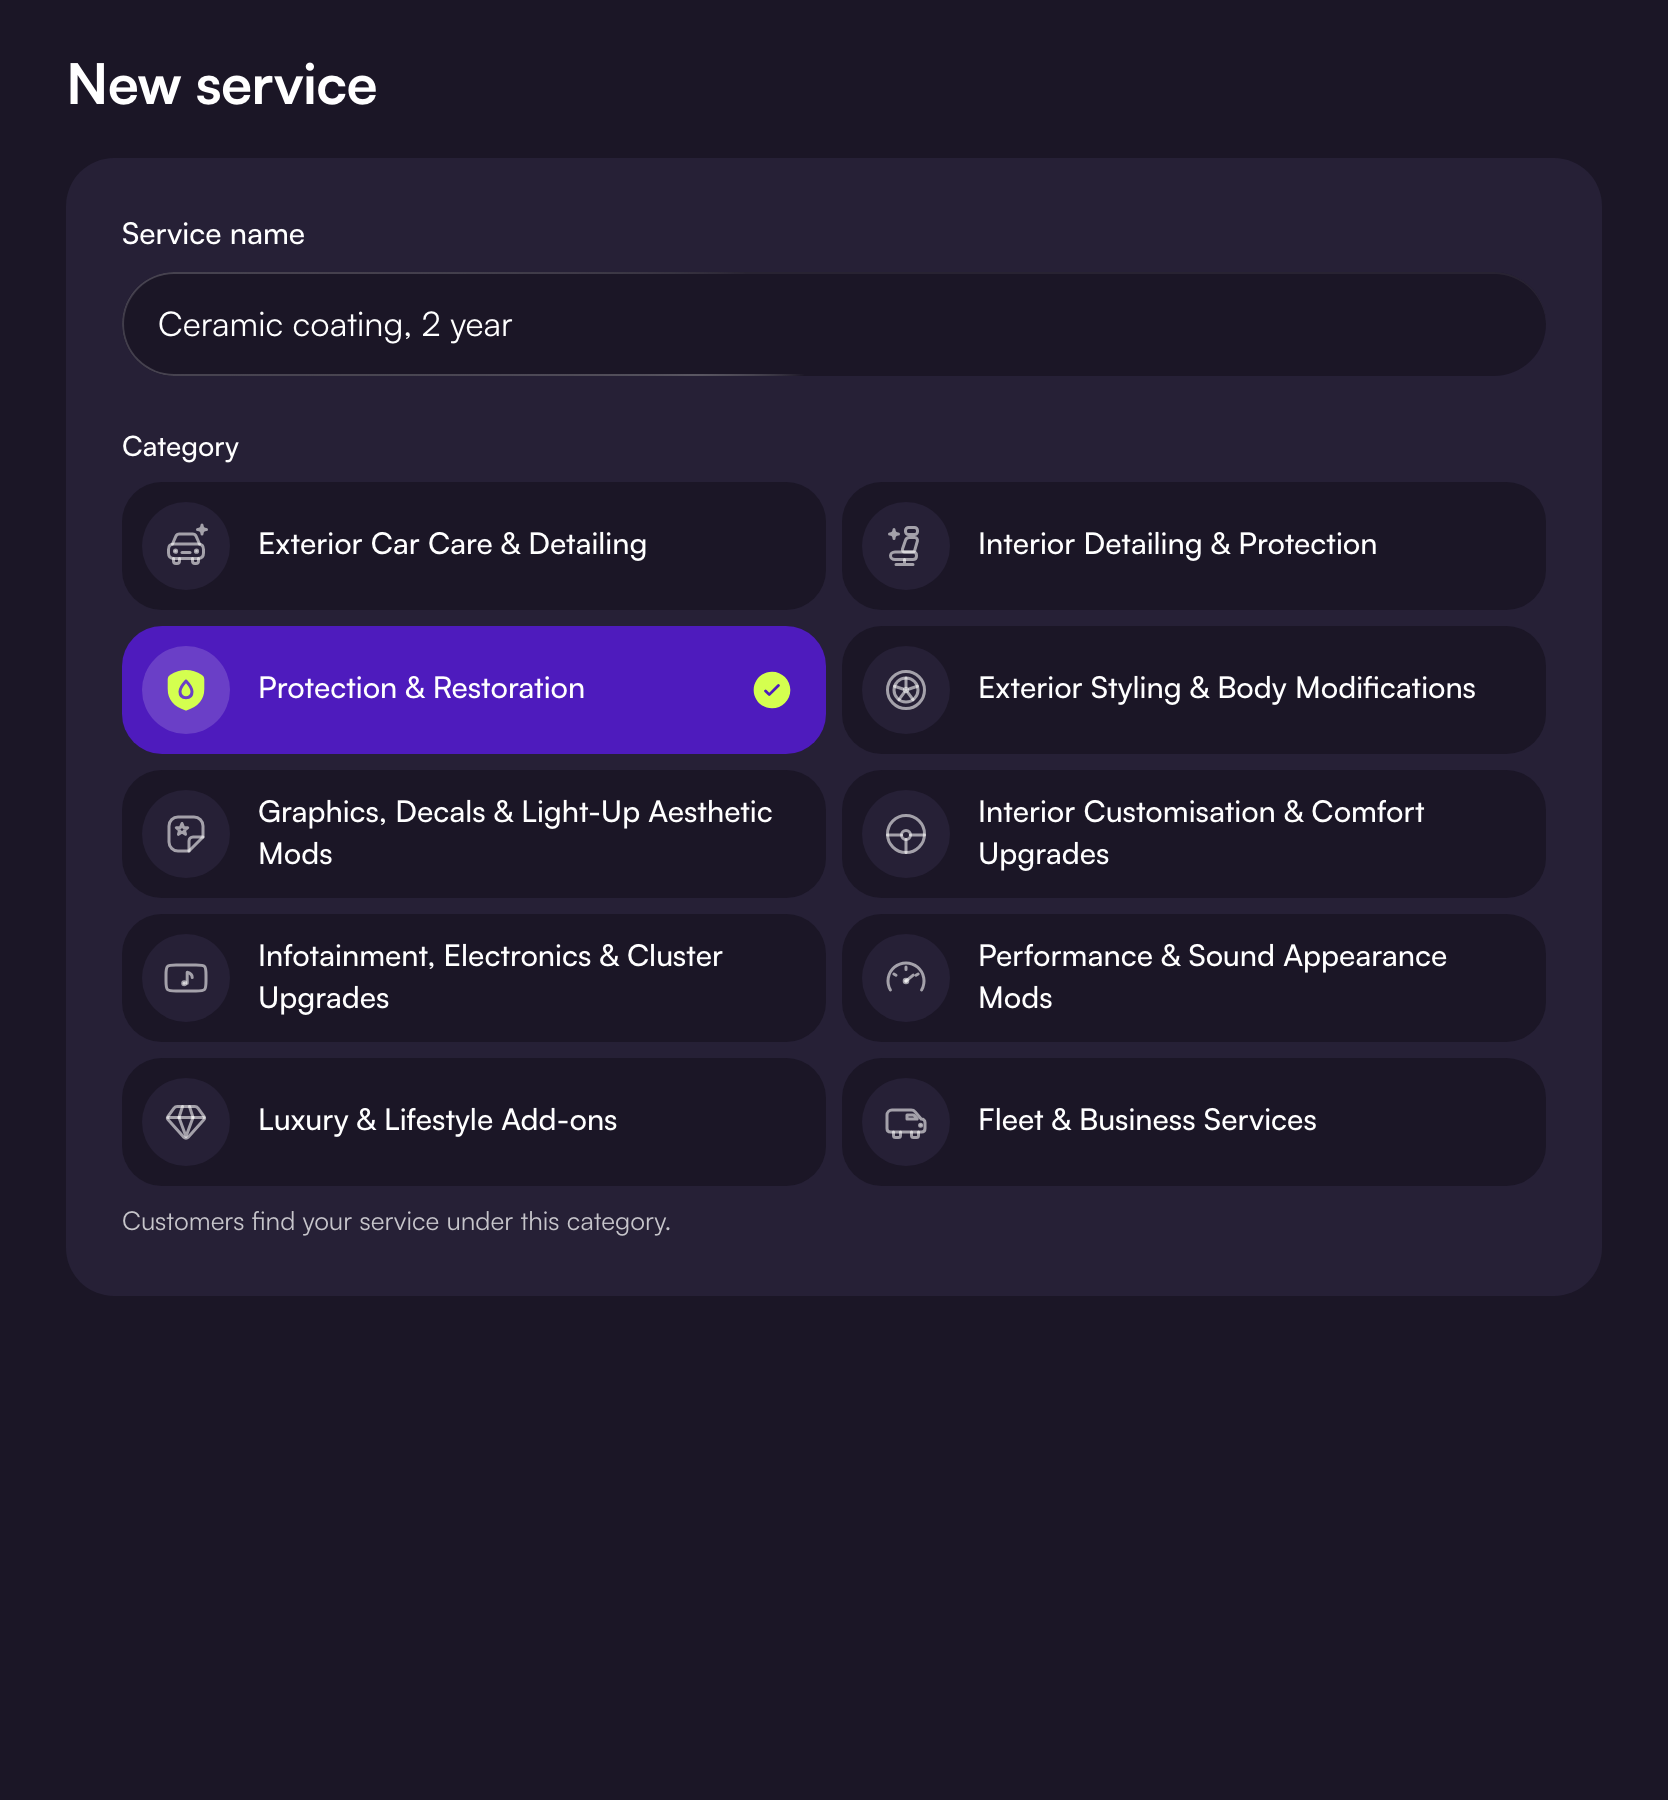 New service
Service name
Ceramic coating, 2 year
Category
Exterior Car Care & Detailing
Interior Detailing & Protection
Protection & Restoration
Exterior Styling & Body Modifications
Graphics, Decals & Light-Up Aesthetic
Mods
Interior Customisation & Comfort
Upgrades
Infotainment, Electronics & Cluster
Upgrades
Performance & Sound Appearance
Mods
Luxury & Lifestyle Add-ons
Fleet & Business Services
Customers find your service under this category.